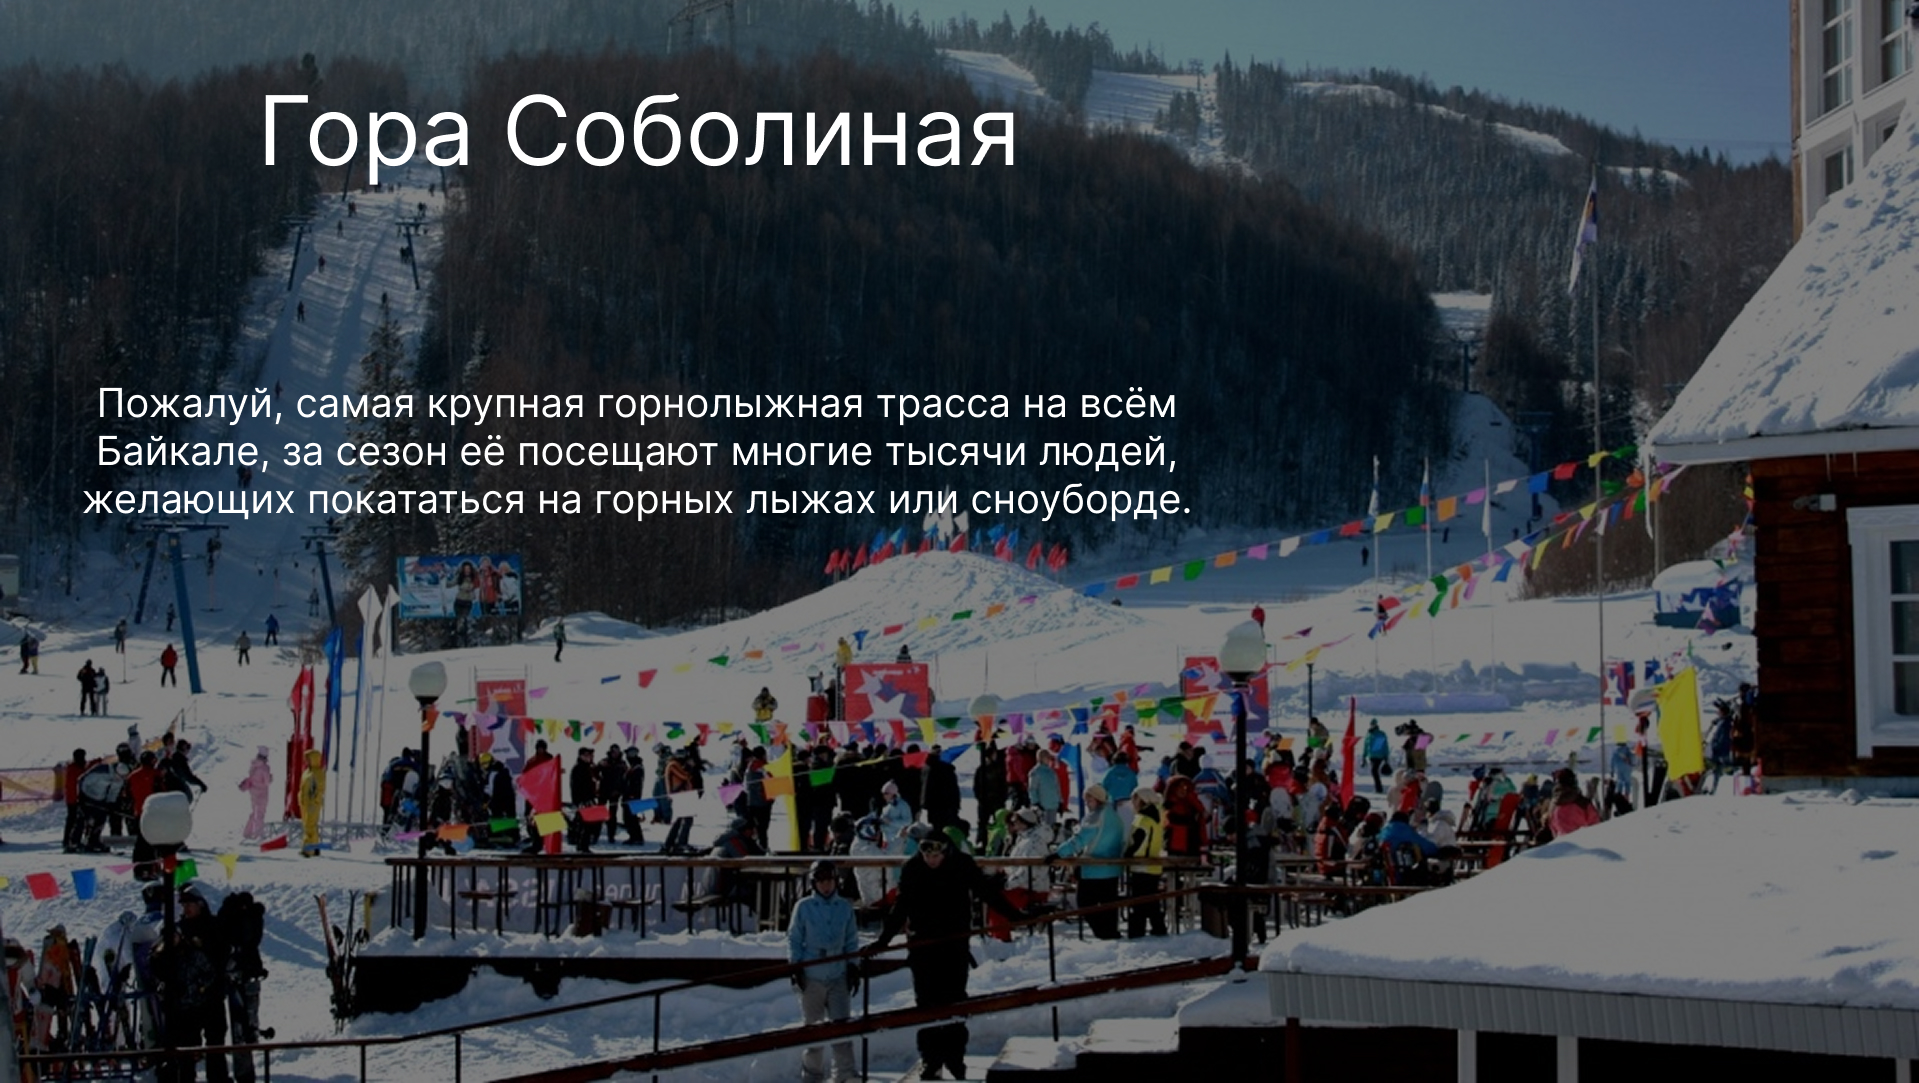 Гора Соболиная
Пожалуй, самая крупная горнолыжная трасса на всём
Байкале, за сезон её посещают многие тысячи людей,
желающих покататься на горных лыжах или сноуборде.